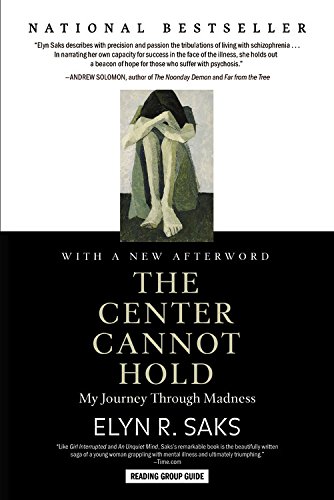 NATIONAL BESTSELLER
"Elyn Saks describes with precision and passion the tribulations of living with schizophrenia . . .
In narrating her own capacity for success in the face of the illness, she holds out
a beacon of hope for those who suffer with psychosis."
—ANDREW SOLOMON, author of The Noonday Demon and Far from the Tree
WITH A NEW AFTERWORD
THE
CENTER
CANNOT
HOLD
My Journey Through Madness
ELYN R. SAKS
"Like Girl Interrupted and An Unquiet Mind, Saks's remarkable book is the beautifully written
saga of a young woman grappling with mental illness and ultimately triumphing."
—Time.com
READING GROUP GUIDE